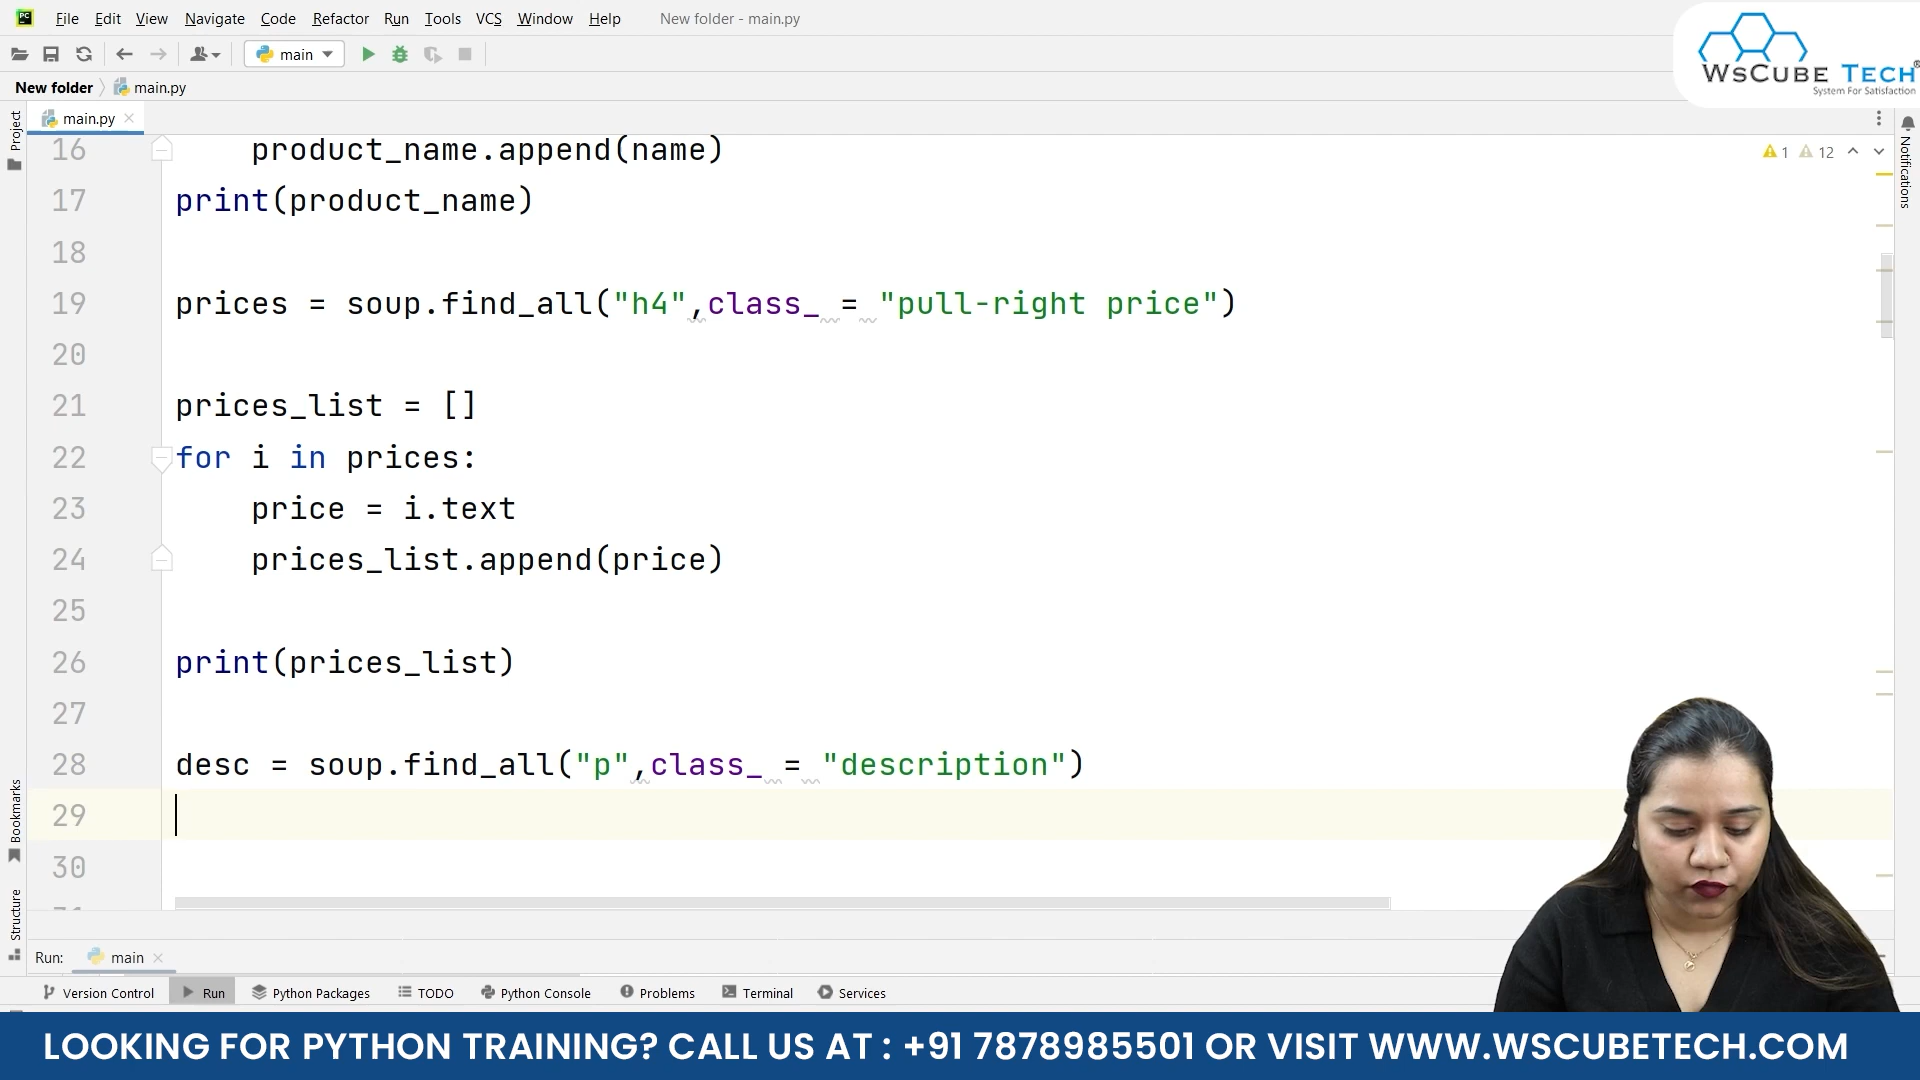 File Edit View Navigate Code Refactor Run Tools VCS Window Help New folder - main.py
main
WsCube Tech®
System For Satisfaction
New folder main.py
main.py
Project
Notifications
1 12
16 product_name.append(name)
17 print(product_name)
18
19 prices = soup.find_all("h4",class_ = "pull-right price")
20
21 prices_list = []
22 for i in prices:
23 price = i.text
24 prices_list.append(price)
25
26 print(prices_list)
27
28 desc = soup.find_all("p",class_ = "description")
29
30
Bookmarks
Structure
Run: main
Version Control Run Python Packages TODO Python Console Problems Terminal Services
LOOKING FOR PYTHON TRAINING? CALL US AT : +91 7878985501 OR VISIT WWW.WSCUBETECH.COM